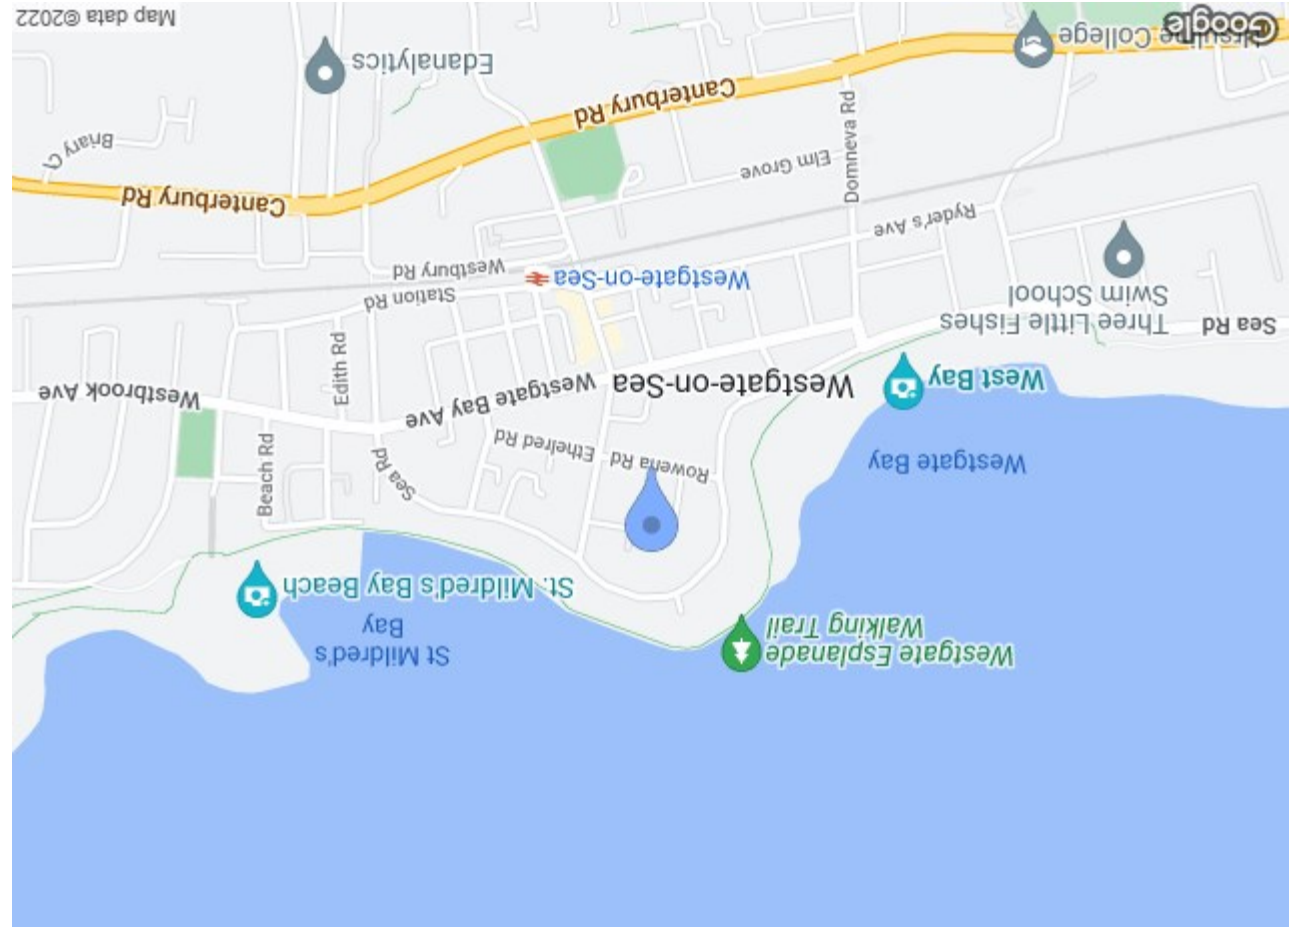 Westgate Esplanade
Walking Trail
St Mildred's
Bay
St. Mildred's Bay Beach
Westgate Bay
Rowena Rd
Ethelred Rd
Sea Rd
Beach Rd
West Bay
Westgate-on-Sea
Westgate Bay Ave
Edith Rd
Westbrook Ave
Sea Rd
Three Little Fishes
Swim School
Station Rd
Westgate-on-Sea
Westbury Rd
Ryder's Ave
Canterbury Rd
Elm Grove
Domneva Rd
Briary Cl
Canterbury Rd
Edanalytics
College
Google
Map data ©2022